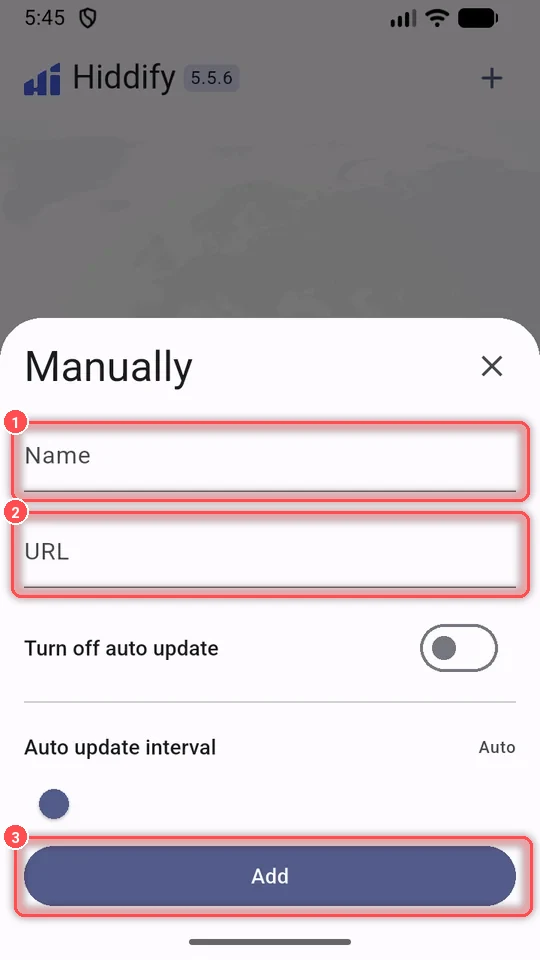 5:45
Hiddify 5.5.6
Manually
1
Name
2
URL
Turn off auto update
Auto update interval Auto
3
Add